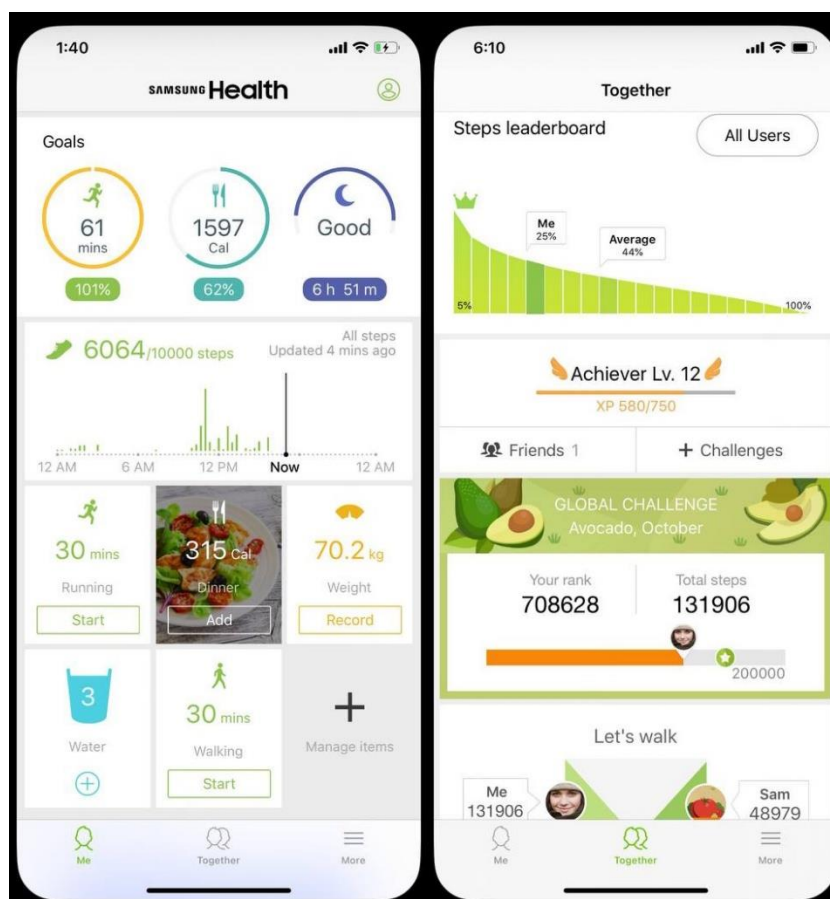 1:40
SAMSUNG Health
Goals
61
mins
101%
1597
Cal
62%
Good
6 h 51 m
6064/10000 steps
All steps
Updated 4 mins ago
12 AM 6 AM 12 PM Now 12 AM
30 mins
Running
Start
315 Cal
Dinner
Add
70.2 kg
Weight
Record
3
Water
30 mins
Walking
Start
Manage items
Me
Together
More
6:10
Together
Steps leaderboard
All Users
Me
25%
Average
44%
5%
100%
Achiever Lv. 12
XP 580/750
Friends 1
+ Challenges
GLOBAL CHALLENGE
Avocado, October
Your rank
708628
Total steps
131906
200000
Let's walk
Me
131906
Sam
48979
Me
Together
More